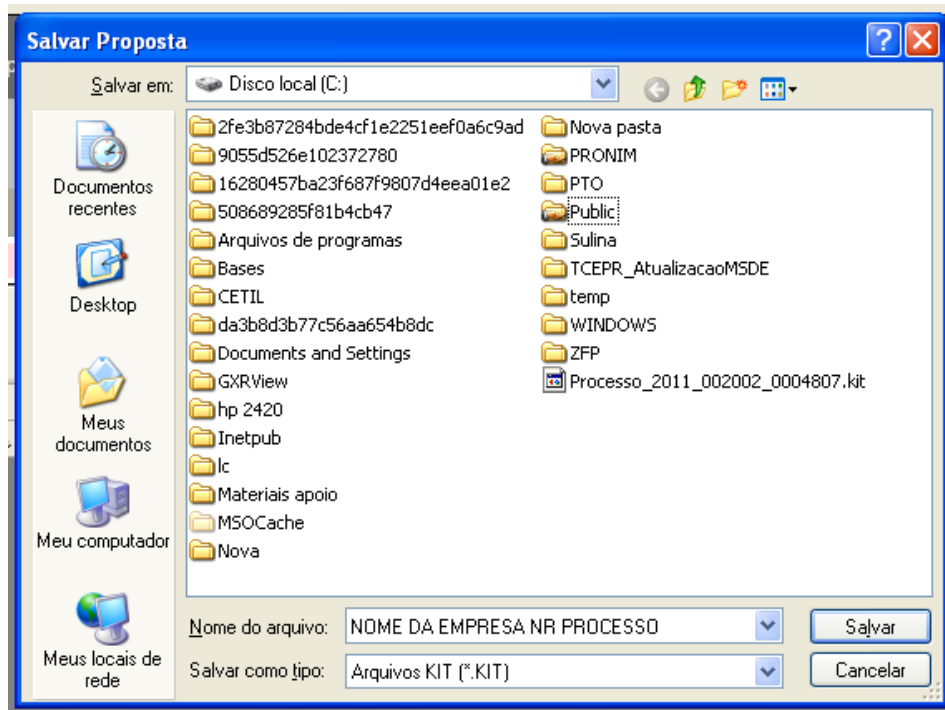 Salvar Proposta
Salvar em:
Disco local (C:)
Documentos
recentes
Desktop
Meus
documentos
Meu computador
Meus locais de
rede
2fe3b87284bde4cf1e2251eef0a6c9ad
9055d526e102372780
16280457ba23f687f9807d4eea01e2
508689285f81b4cb47
Arquivos de programas
Bases
CETIL
da3b8d3b77c56aa654b8dc
Documents and Settings
GXRView
hp 2420
Inetpub
lc
Materiais apoio
MSOCache
Nova
Nova pasta
PRONIM
PTO
Public
Sulina
TCEPR_AtualizacaoMSDE
temp
WINDOWS
ZFP
Processo_2011_002002_0004807.kit
Nome do arquivo:
NOME DA EMPRESA NR PROCESSO
Salvar
Salvar como tipo:
Arquivos KIT (*.KIT)
Cancelar